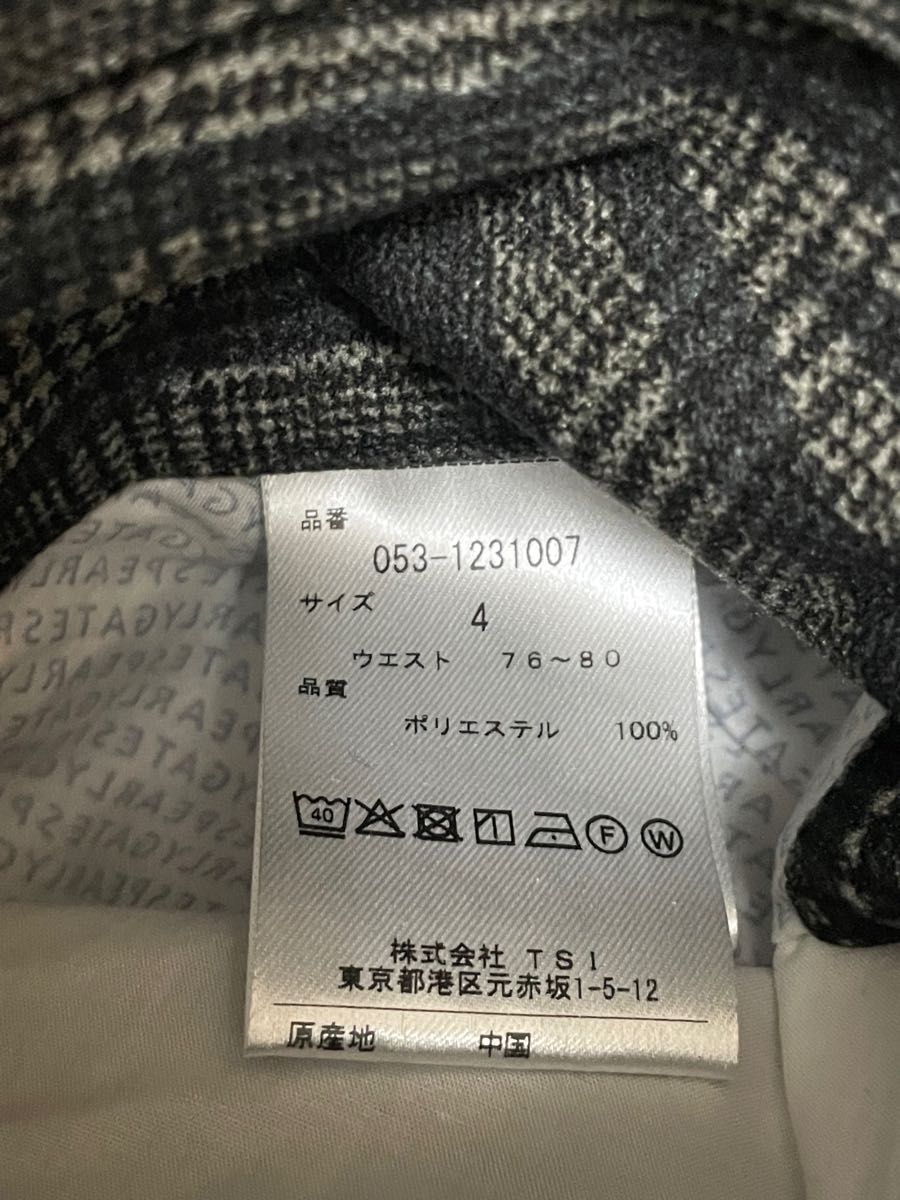 品番
053-1231007
サイズ
4
ウエスト 76～80
品質
ポリエステル 100%
40
F
W
株式会社 TSI
東京都港区元赤坂1-5-12
原産地 中国